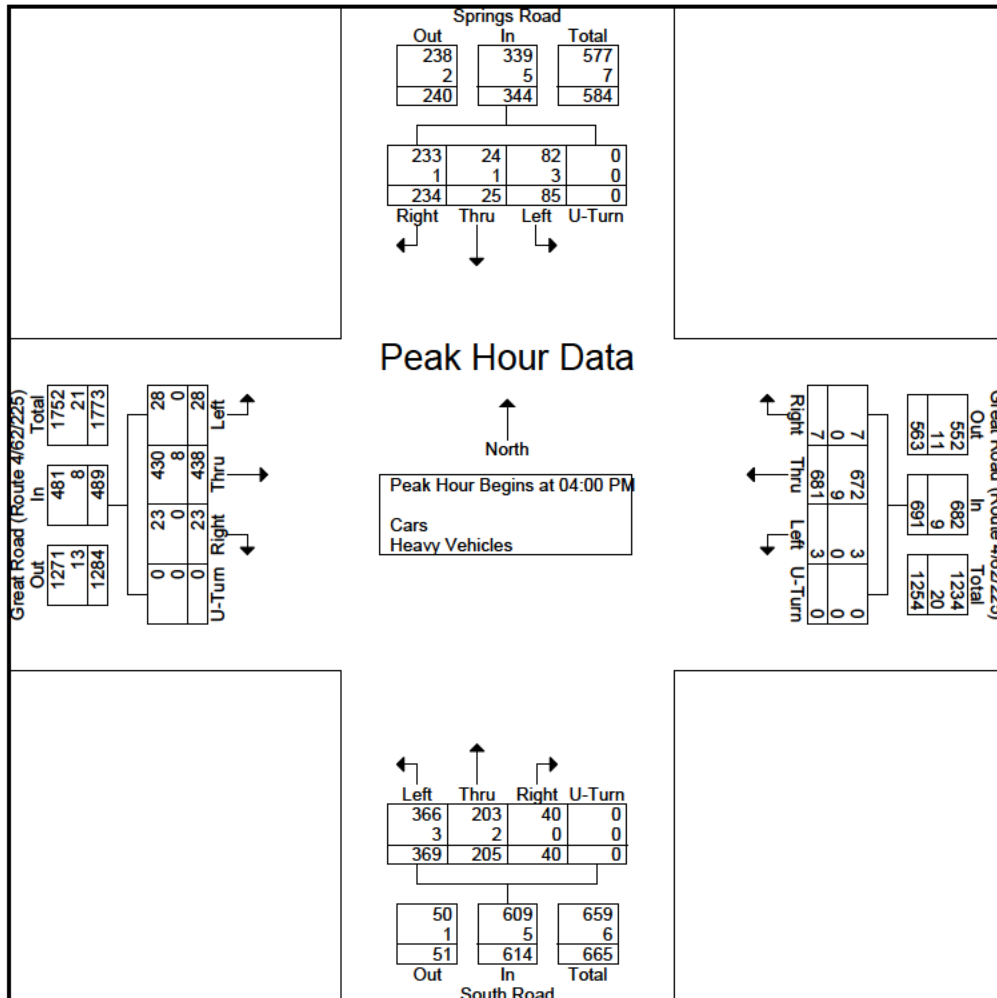 Springs Road
Out In Total
238 339 577
2 5 7
240 344 584
233 24 82 0
1 1 3 0
234 25 85 0
Right Thru Left U-Turn
Peak Hour Data
North
Peak Hour Begins at 04:00 PM
Cars
Heavy Vehicles
Great Road (Route 4/62/225)
Total In Out
1752 481 1271
21 8 13
1773 489 1284
28 430 23 0
0 8 0 0
28 438 23 0
Left Thru Right U-Turn
Great Road (Route 4/62/225)
Out In Total
552 682 1234
11 9 20
563 691 1254
7 672 3 0
0 9 0 0
7 681 3 0
Right Thru Left U-Turn
Left Thru Right U-Turn
366 203 40 0
3 2 0 0
369 205 40 0
50 609 659
1 5 6
51 614 665
Out In Total
South Road